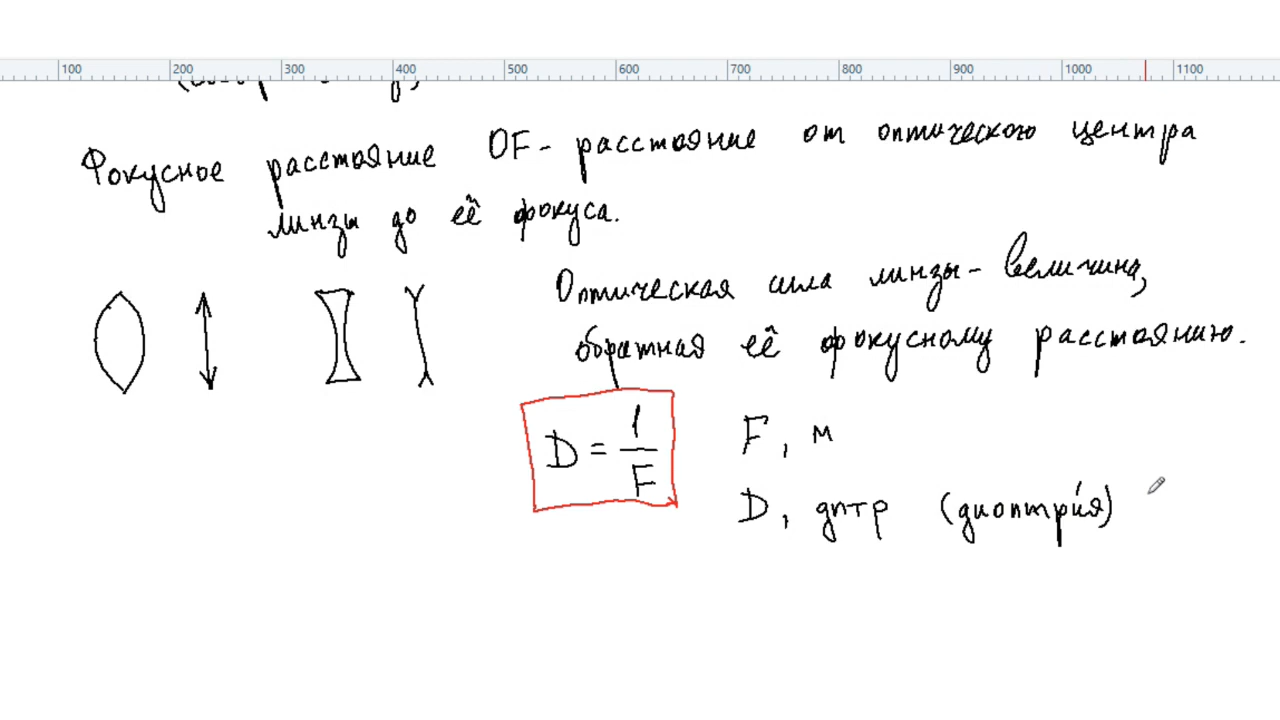 100 200 300 400 500 600 700 800 900 1000 1100
Фокусное расстояние OF - расстояние от оптического центра
линзы до её фокуса.
Оптическая сила линзы - величина,
обратная её фокусному расстоянию.
D = 1/F
F, м
D, дптр (диоптри́я)